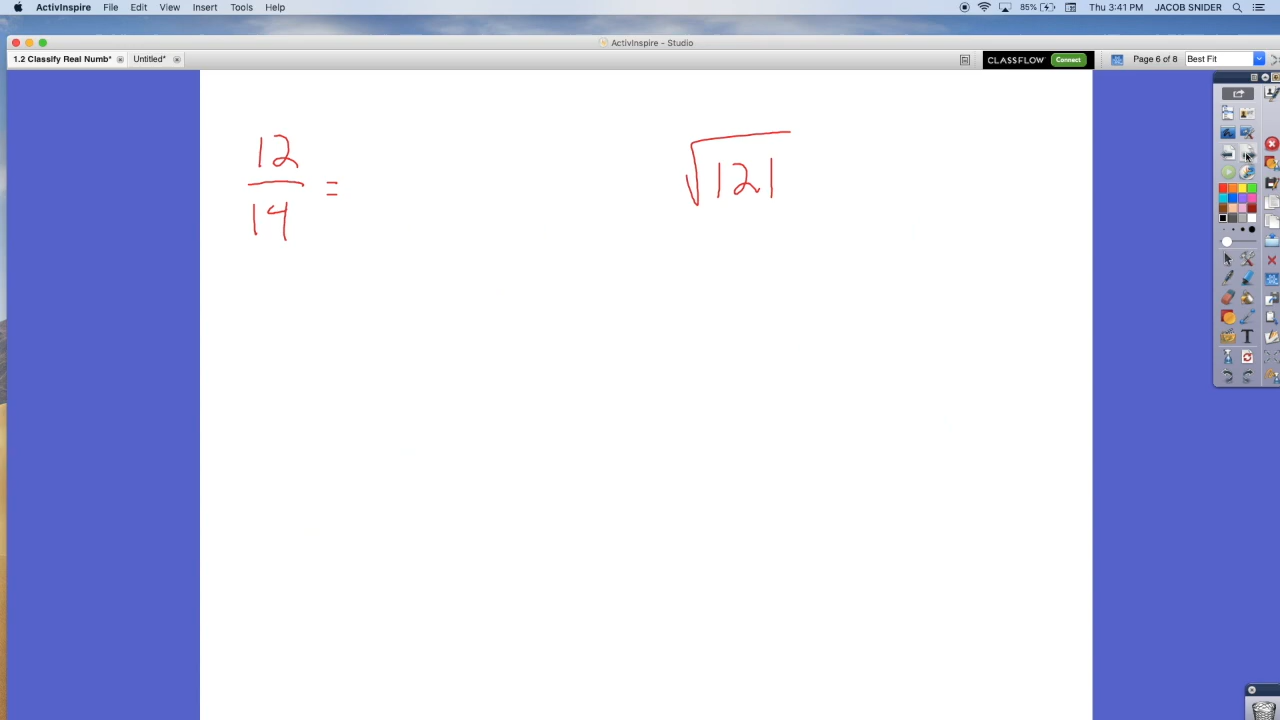 ActivInspire File Edit View Insert Tools Help 85% Thu 3:41 PM JACOB SNIDER
ActivInspire - Studio
1.2 Classify Real Numb* Untitled* CLASSFLOW Connect Page 6 of 8 Best Fit
12
14
=
√121
T